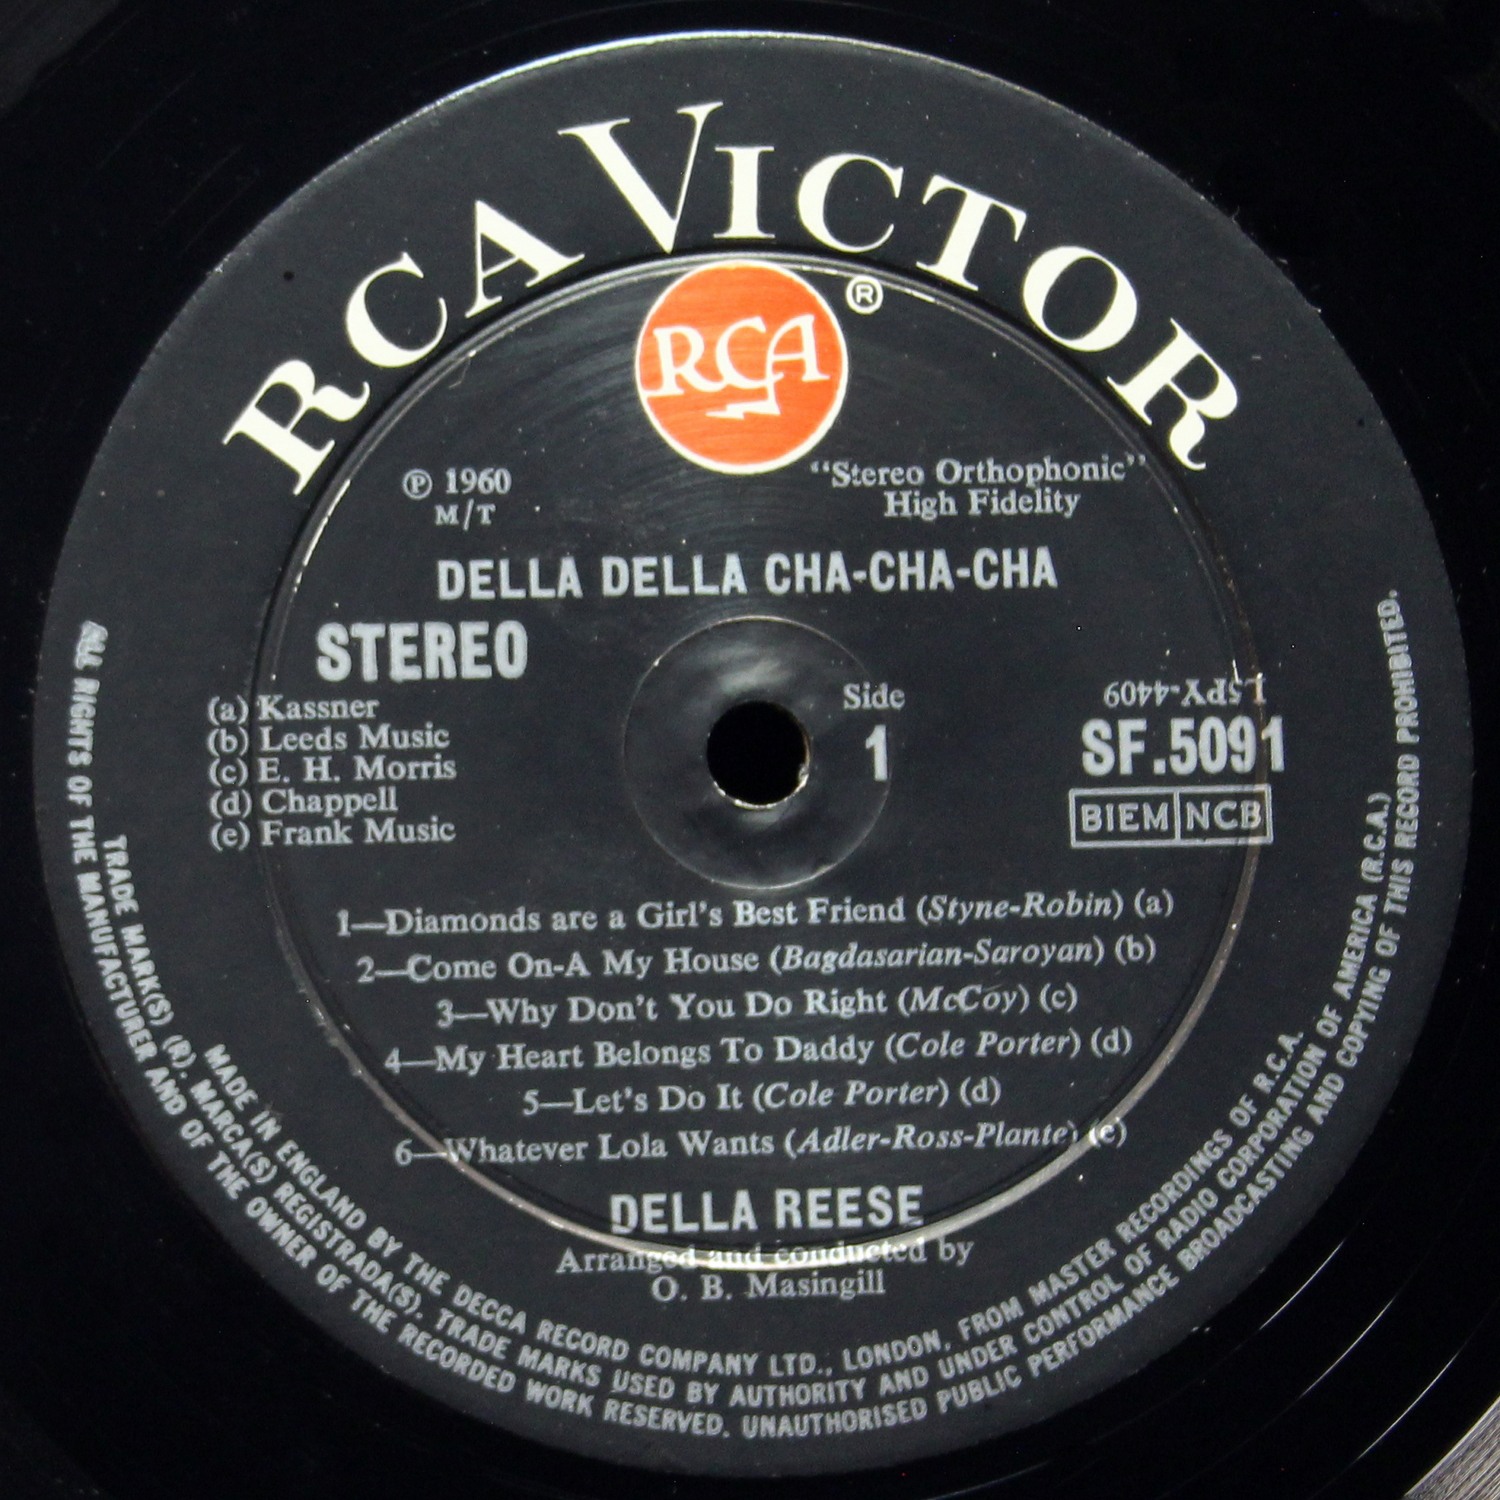 RCA VICTOR
RCA
®
℗ 1960
M/T
"Stereo Orthophonic"
High Fidelity
DELLA DELLA CHA-CHA-CHA
STEREO
(a) Kassner
(b) Leeds Music
(c) E. H. Morris
(d) Chappell
(e) Frank Music
Side
1
L5PY-4409
SF.5091
BIEM NCB
1—Diamonds are a Girl's Best Friend (Styne-Robin) (a)
2—Come On-A My House (Bagdasarian-Saroyan) (b)
3—Why Don't You Do Right (McCoy) (c)
4—My Heart Belongs To Daddy (Cole Porter) (d)
5—Let's Do It (Cole Porter) (d)
6—Whatever Lola Wants (Adler-Ross-Plante) (e)
DELLA REESE
Arranged and conducted by
O. B. Masingill
MADE IN ENGLAND BY THE DECCA RECORD COMPANY LTD., LONDON, FROM MASTER RECORDINGS OF R.C.A.
TRADE MARK(S) (R). MARCA(S) REGISTRADA(S). TRADE MARKS USED BY AUTHORITY AND UNDER CONTROL OF RADIO CORPORATION OF AMERICA (R.C.A.)
ALL RIGHTS OF THE MANUFACTURER AND OF THE OWNER OF THE RECORDED WORK RESERVED. UNAUTHORISED PUBLIC PERFORMANCE BROADCASTING AND COPYING OF THIS RECORD PROHIBITED.